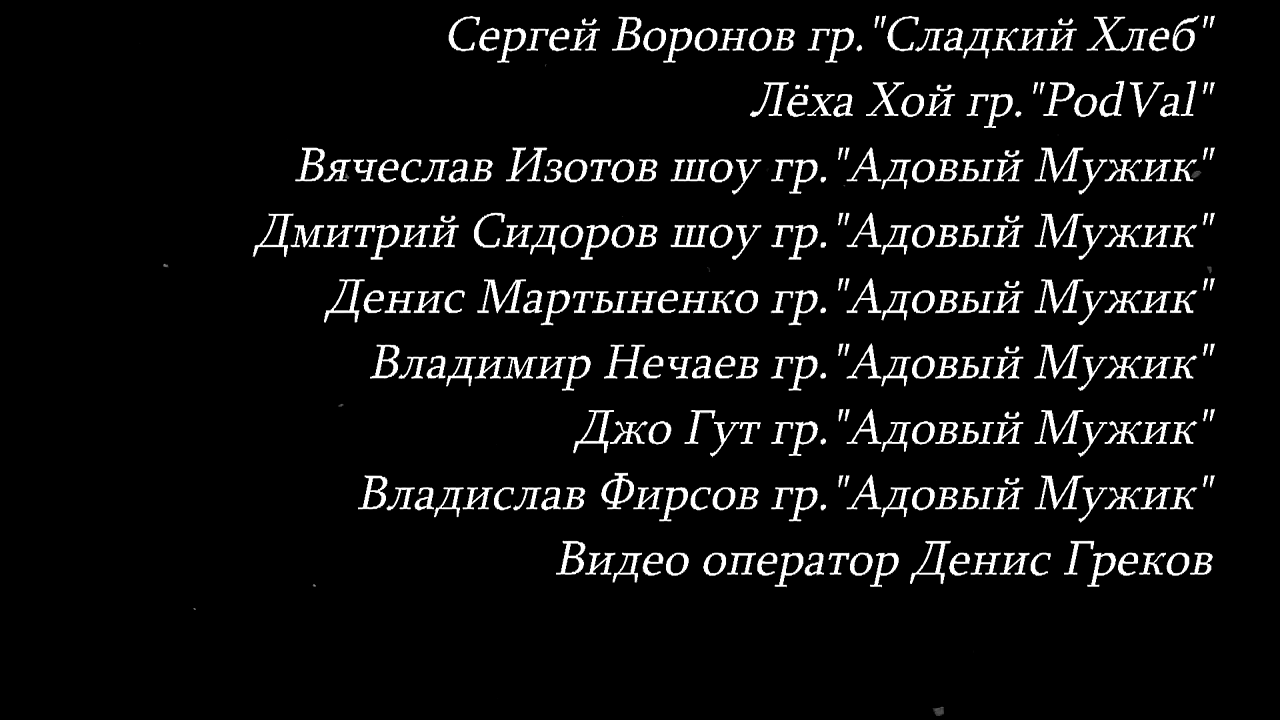 Сергей Воронов гр."Сладкий Хлеб"
Лёха Хой гр."PodVal"
Вячеслав Изотов шоу гр."Адовый Мужик"
Дмитрий Сидоров шоу гр."Адовый Мужик"
Денис Мартыненко гр."Адовый Мужик"
Владимир Нечаев гр."Адовый Мужик"
Джо Гут гр."Адовый Мужик"
Владислав Фирсов гр."Адовый Мужик"
Видео оператор Денис Греков